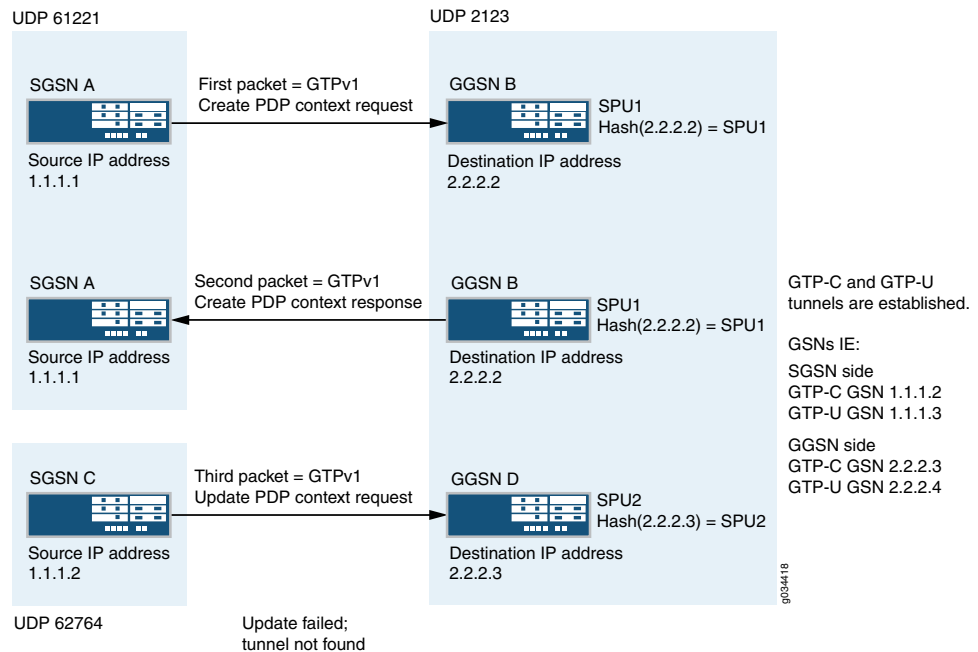 UDP 61221
UDP 2123
SGSN A
First packet = GTPv1
Create PDP context request
GGSN B
SPU1
Hash(2.2.2.2) = SPU1
Source IP address
1.1.1.1
Destination IP address
2.2.2.2
SGSN A
Second packet = GTPv1
Create PDP context response
GGSN B
SPU1
Hash(2.2.2.2) = SPU1
Source IP address
1.1.1.1
Destination IP address
2.2.2.2
GTP-C and GTP-U
tunnels are established.
GSNs IE:
SGSN side
GTP-C GSN 1.1.1.2
GTP-U GSN 1.1.1.3
GGSN side
GTP-C GSN 2.2.2.3
GTP-U GSN 2.2.2.4
SGSN C
Third packet = GTPv1
Update PDP context request
GGSN D
SPU2
Hash(2.2.2.3) = SPU2
Source IP address
1.1.1.2
Destination IP address
2.2.2.3
g034418
UDP 62764
Update failed;
tunnel not found